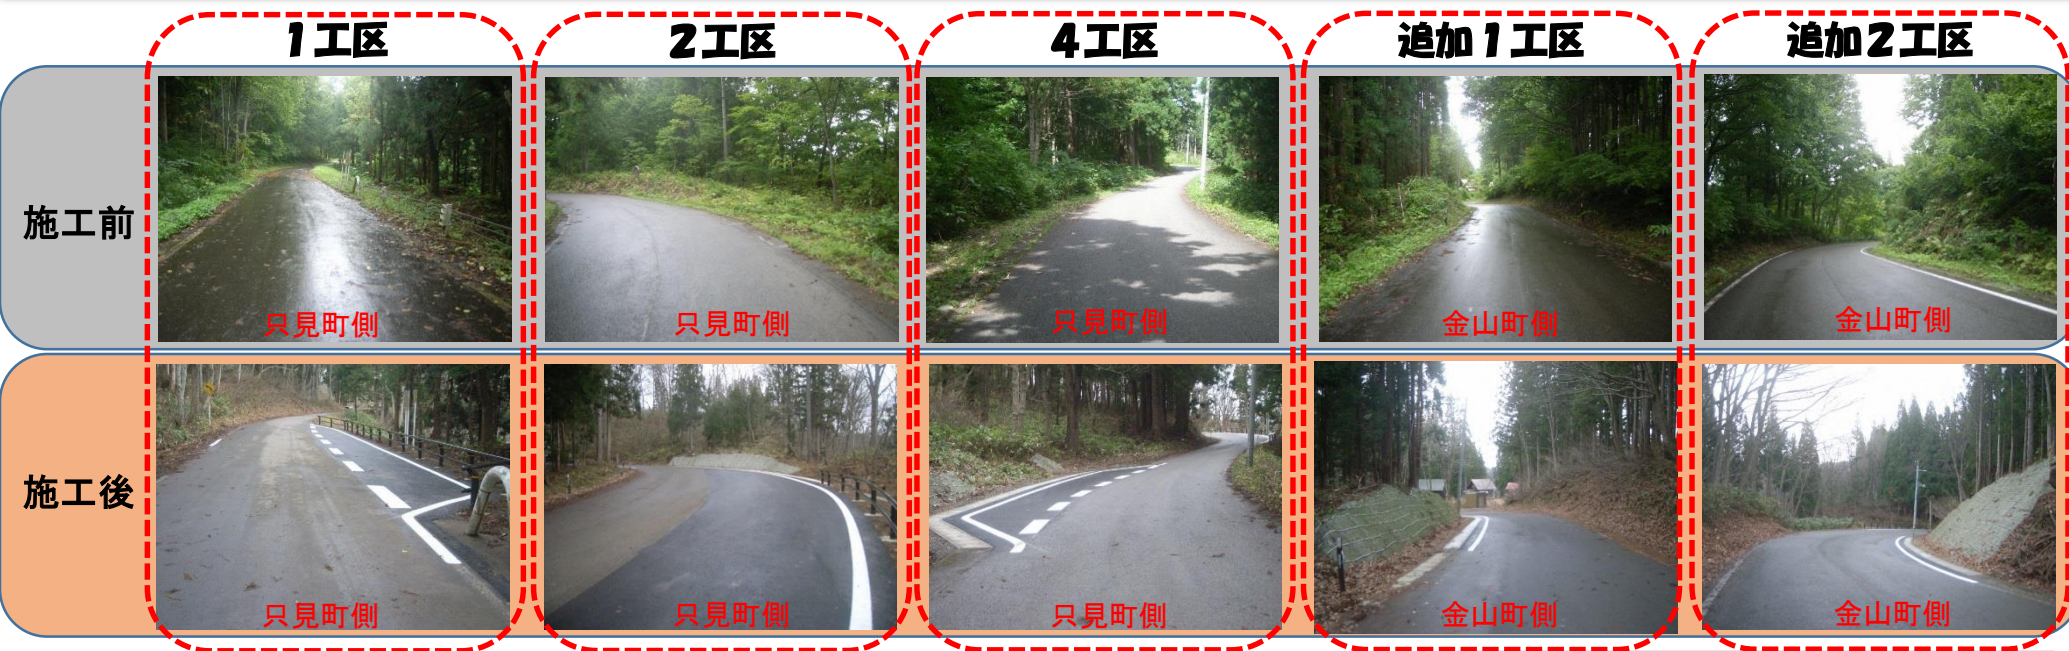 1工区
2工区
4工区
追加1工区
追加2工区
施工前
只見町側
只見町側
只見町側
金山町側
金山町側
施工後
只見町側
只見町側
只見町側
金山町側
金山町側